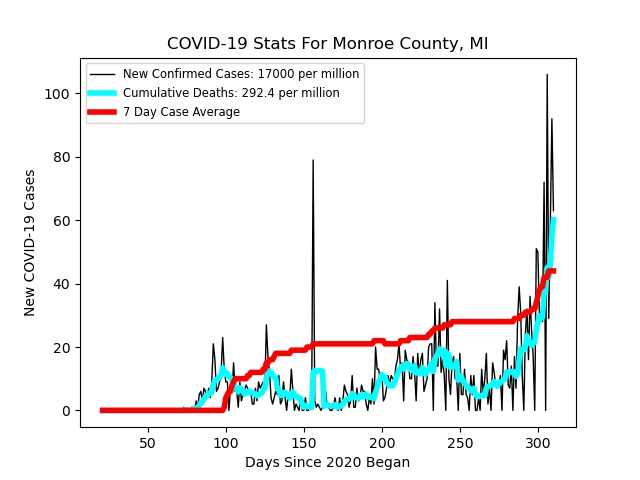 COVID-19 Stats For Monroe County, MI
New Confirmed Cases: 17000 per million
Cumulative Deaths: 292.4 per million
7 Day Case Average
New COVID-19 Cases
100
80
60
40
20
0
50 100 150 200 250 300
Days Since 2020 Began